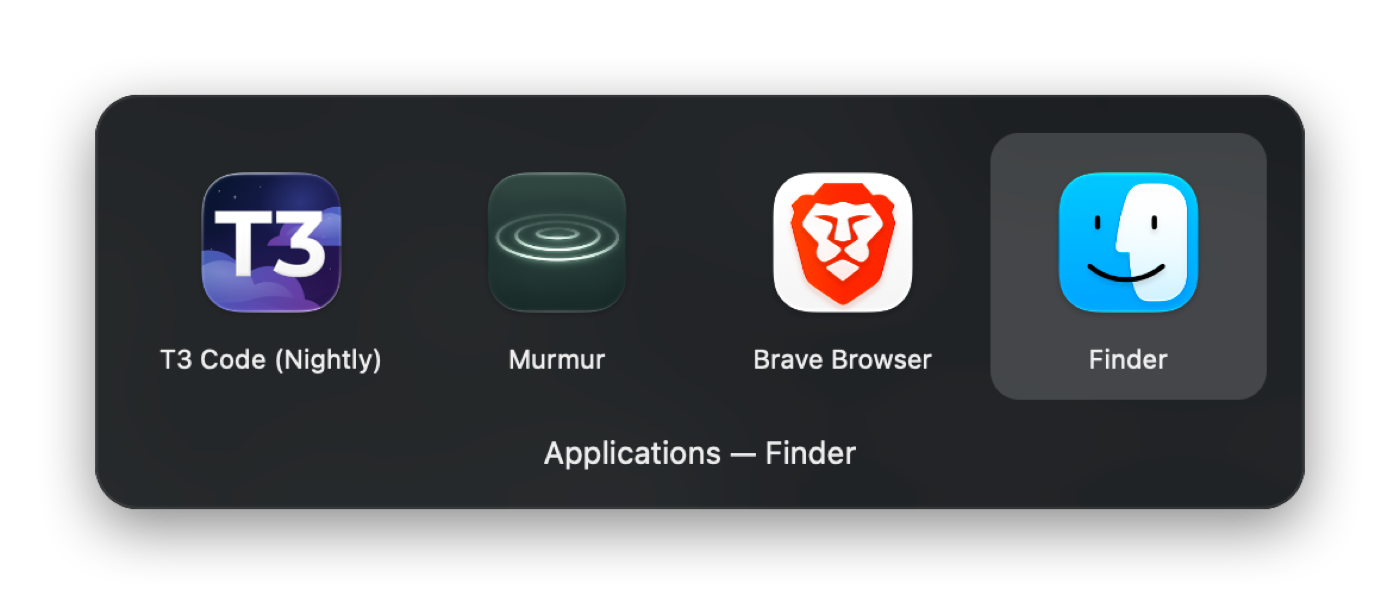 T3
T3 Code (Nightly)
Murmur
Brave Browser
Finder
Applications — Finder